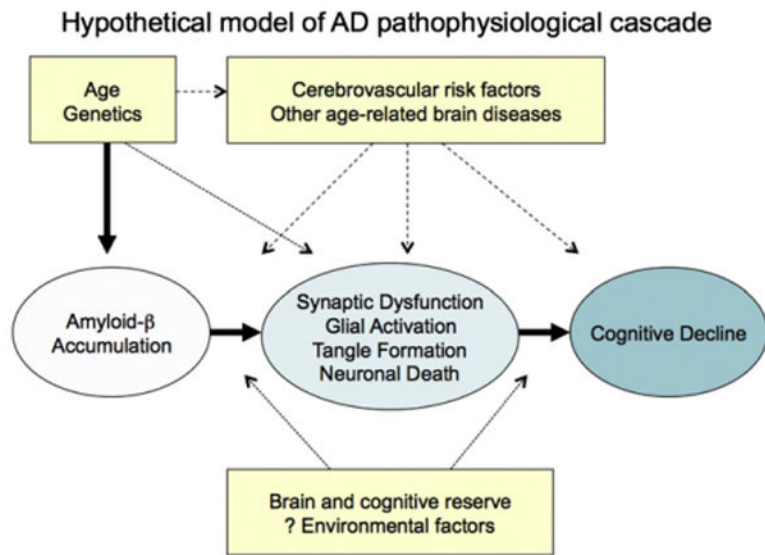 Hypothetical model of AD pathophysiological cascade
Age
Genetics
Cerebrovascular risk factors
Other age-related brain diseases
Amyloid-β
Accumulation
Synaptic Dysfunction
Glial Activation
Tangle Formation
Neuronal Death
Cognitive Decline
Brain and cognitive reserve
? Environmental factors